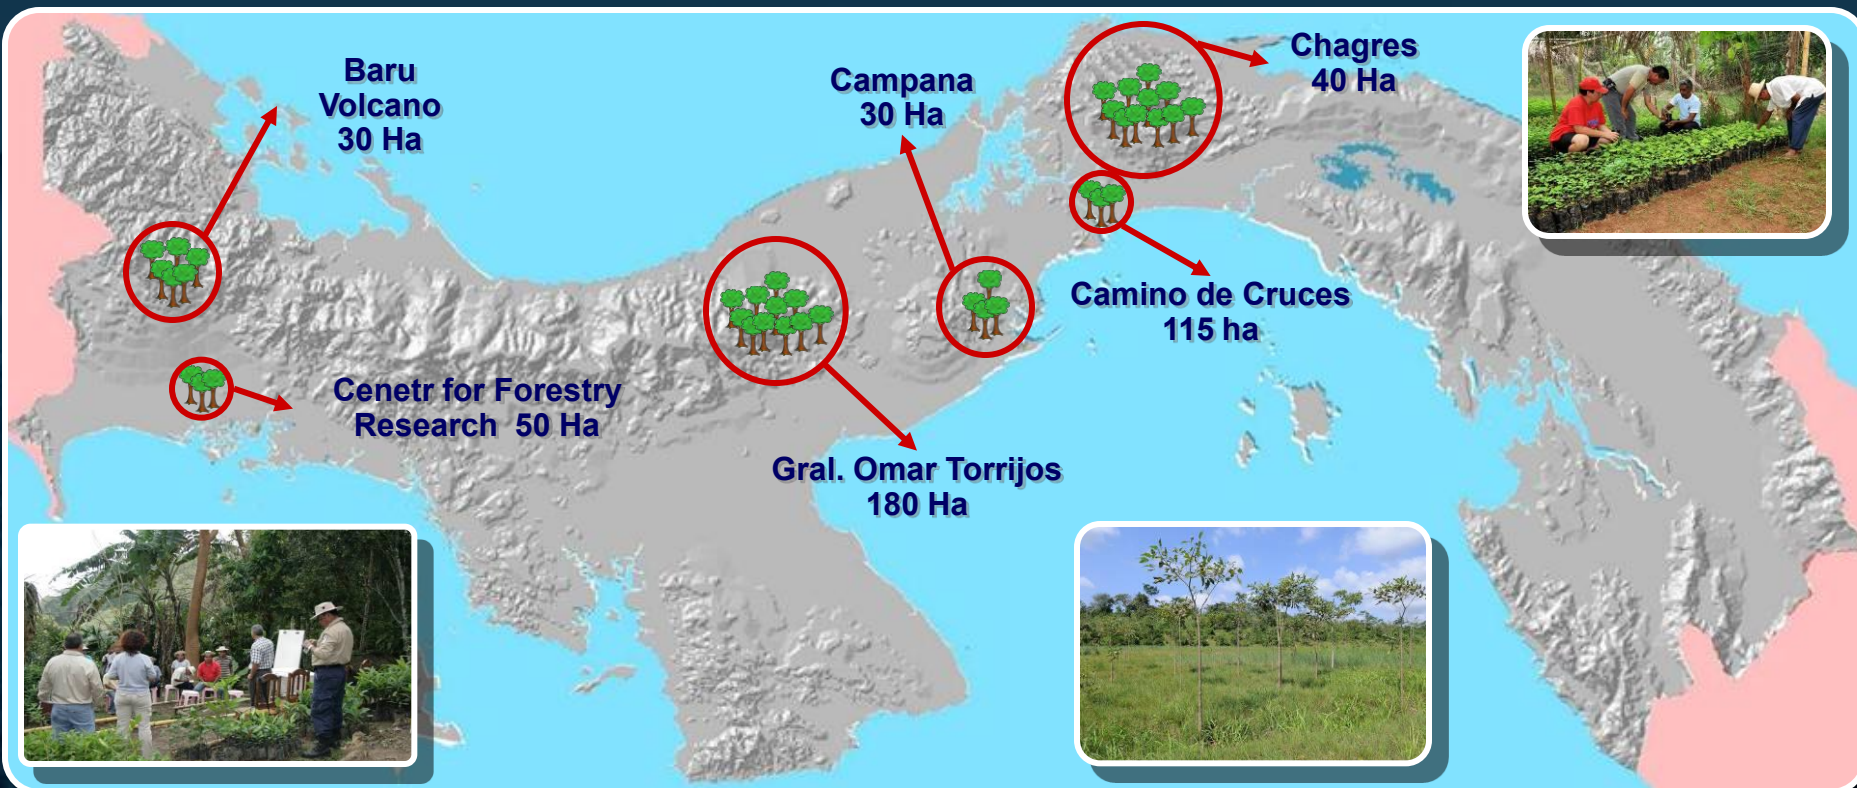 Baru
Volcano
30 Ha
Campana
30 Ha
Chagres
40 Ha
Camino de Cruces
115 ha
Cenetr for Forestry
Research 50 Ha
Gral. Omar Torrijos
180 Ha